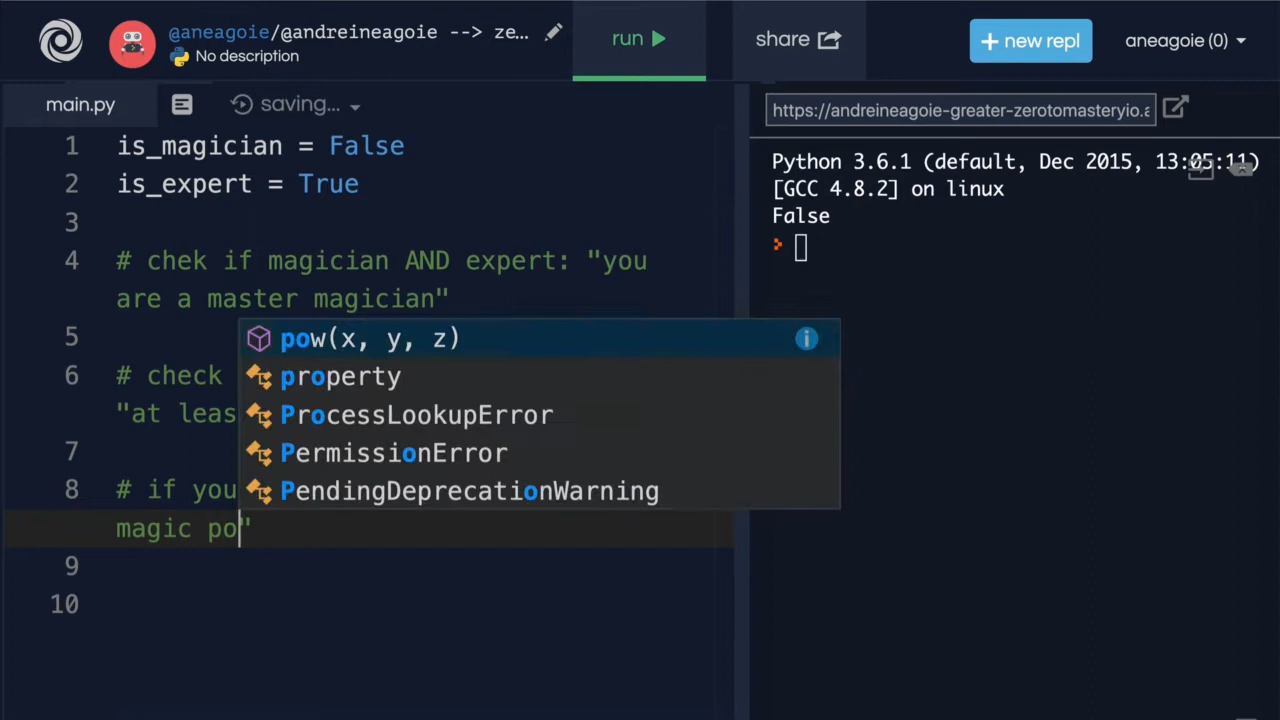 @aneagoie/@andreineagoie --> ze...
No description
run
share
+ new repl
aneagoie (0)
main.py
saving...
https://andreineagoie-greater-zerotomasteryio.a
1 is_magician = False
2 is_expert = True
3
4 # chek if magician AND expert: "you
are a master magician"
5
6 # check
"at leas
7
8 # if you
magic po"
9
10
pow(x, y, z)
property
ProcessLookupError
PermissionError
PendingDeprecationWarning
Python 3.6.1 (default, Dec 2015, 13:05:11)
[GCC 4.8.2] on linux
False